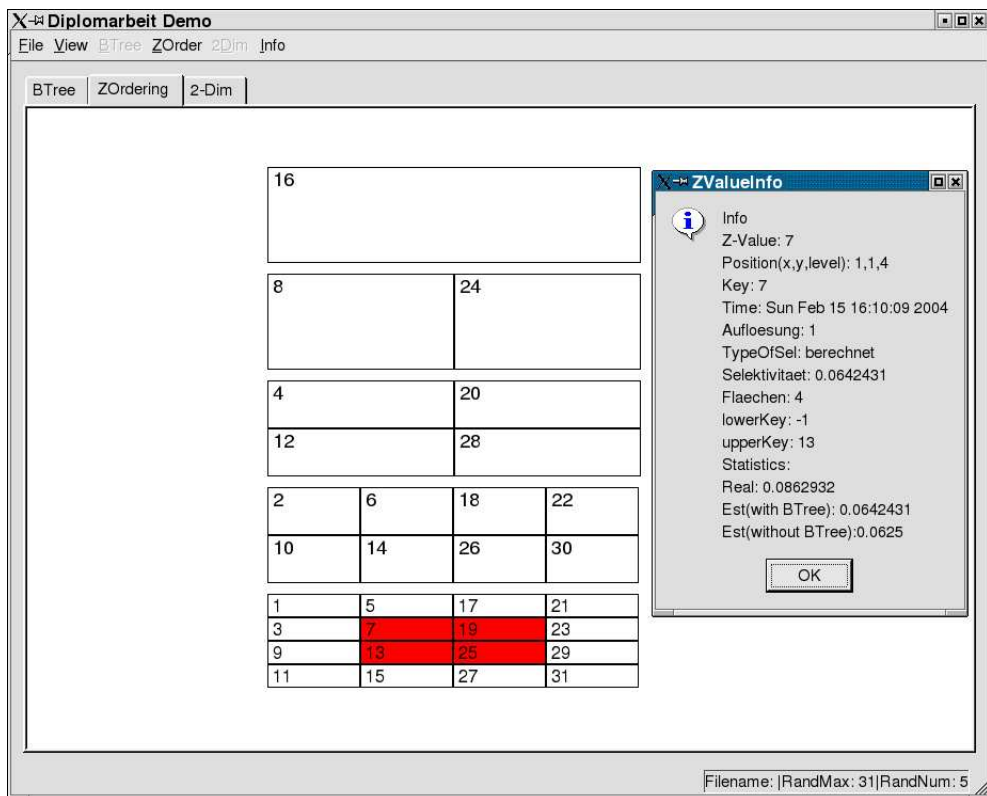 Diplomarbeit Demo
File View BTree ZOrder 2Dim Info
BTree ZOrdering 2-Dim
16
8 24
4 20
12 28
2 6 18 22
10 14 26 30
1 5 17 21
3 7 19 23
9 13 25 29
11 15 27 31
ZValueInfo
Info
Z-Value: 7
Position(x,y,level): 1,1,4
Key: 7
Time: Sun Feb 15 16:10:09 2004
Aufloesung: 1
TypeOfSel: berechnet
Selektivitaet: 0.0642431
Flaechen: 4
lowerKey: -1
upperKey: 13
Statistics:
Real: 0.0862932
Est(with BTree): 0.0642431
Est(without BTree):0.0625
OK
Filename: |RandMax: 31|RandNum: 5